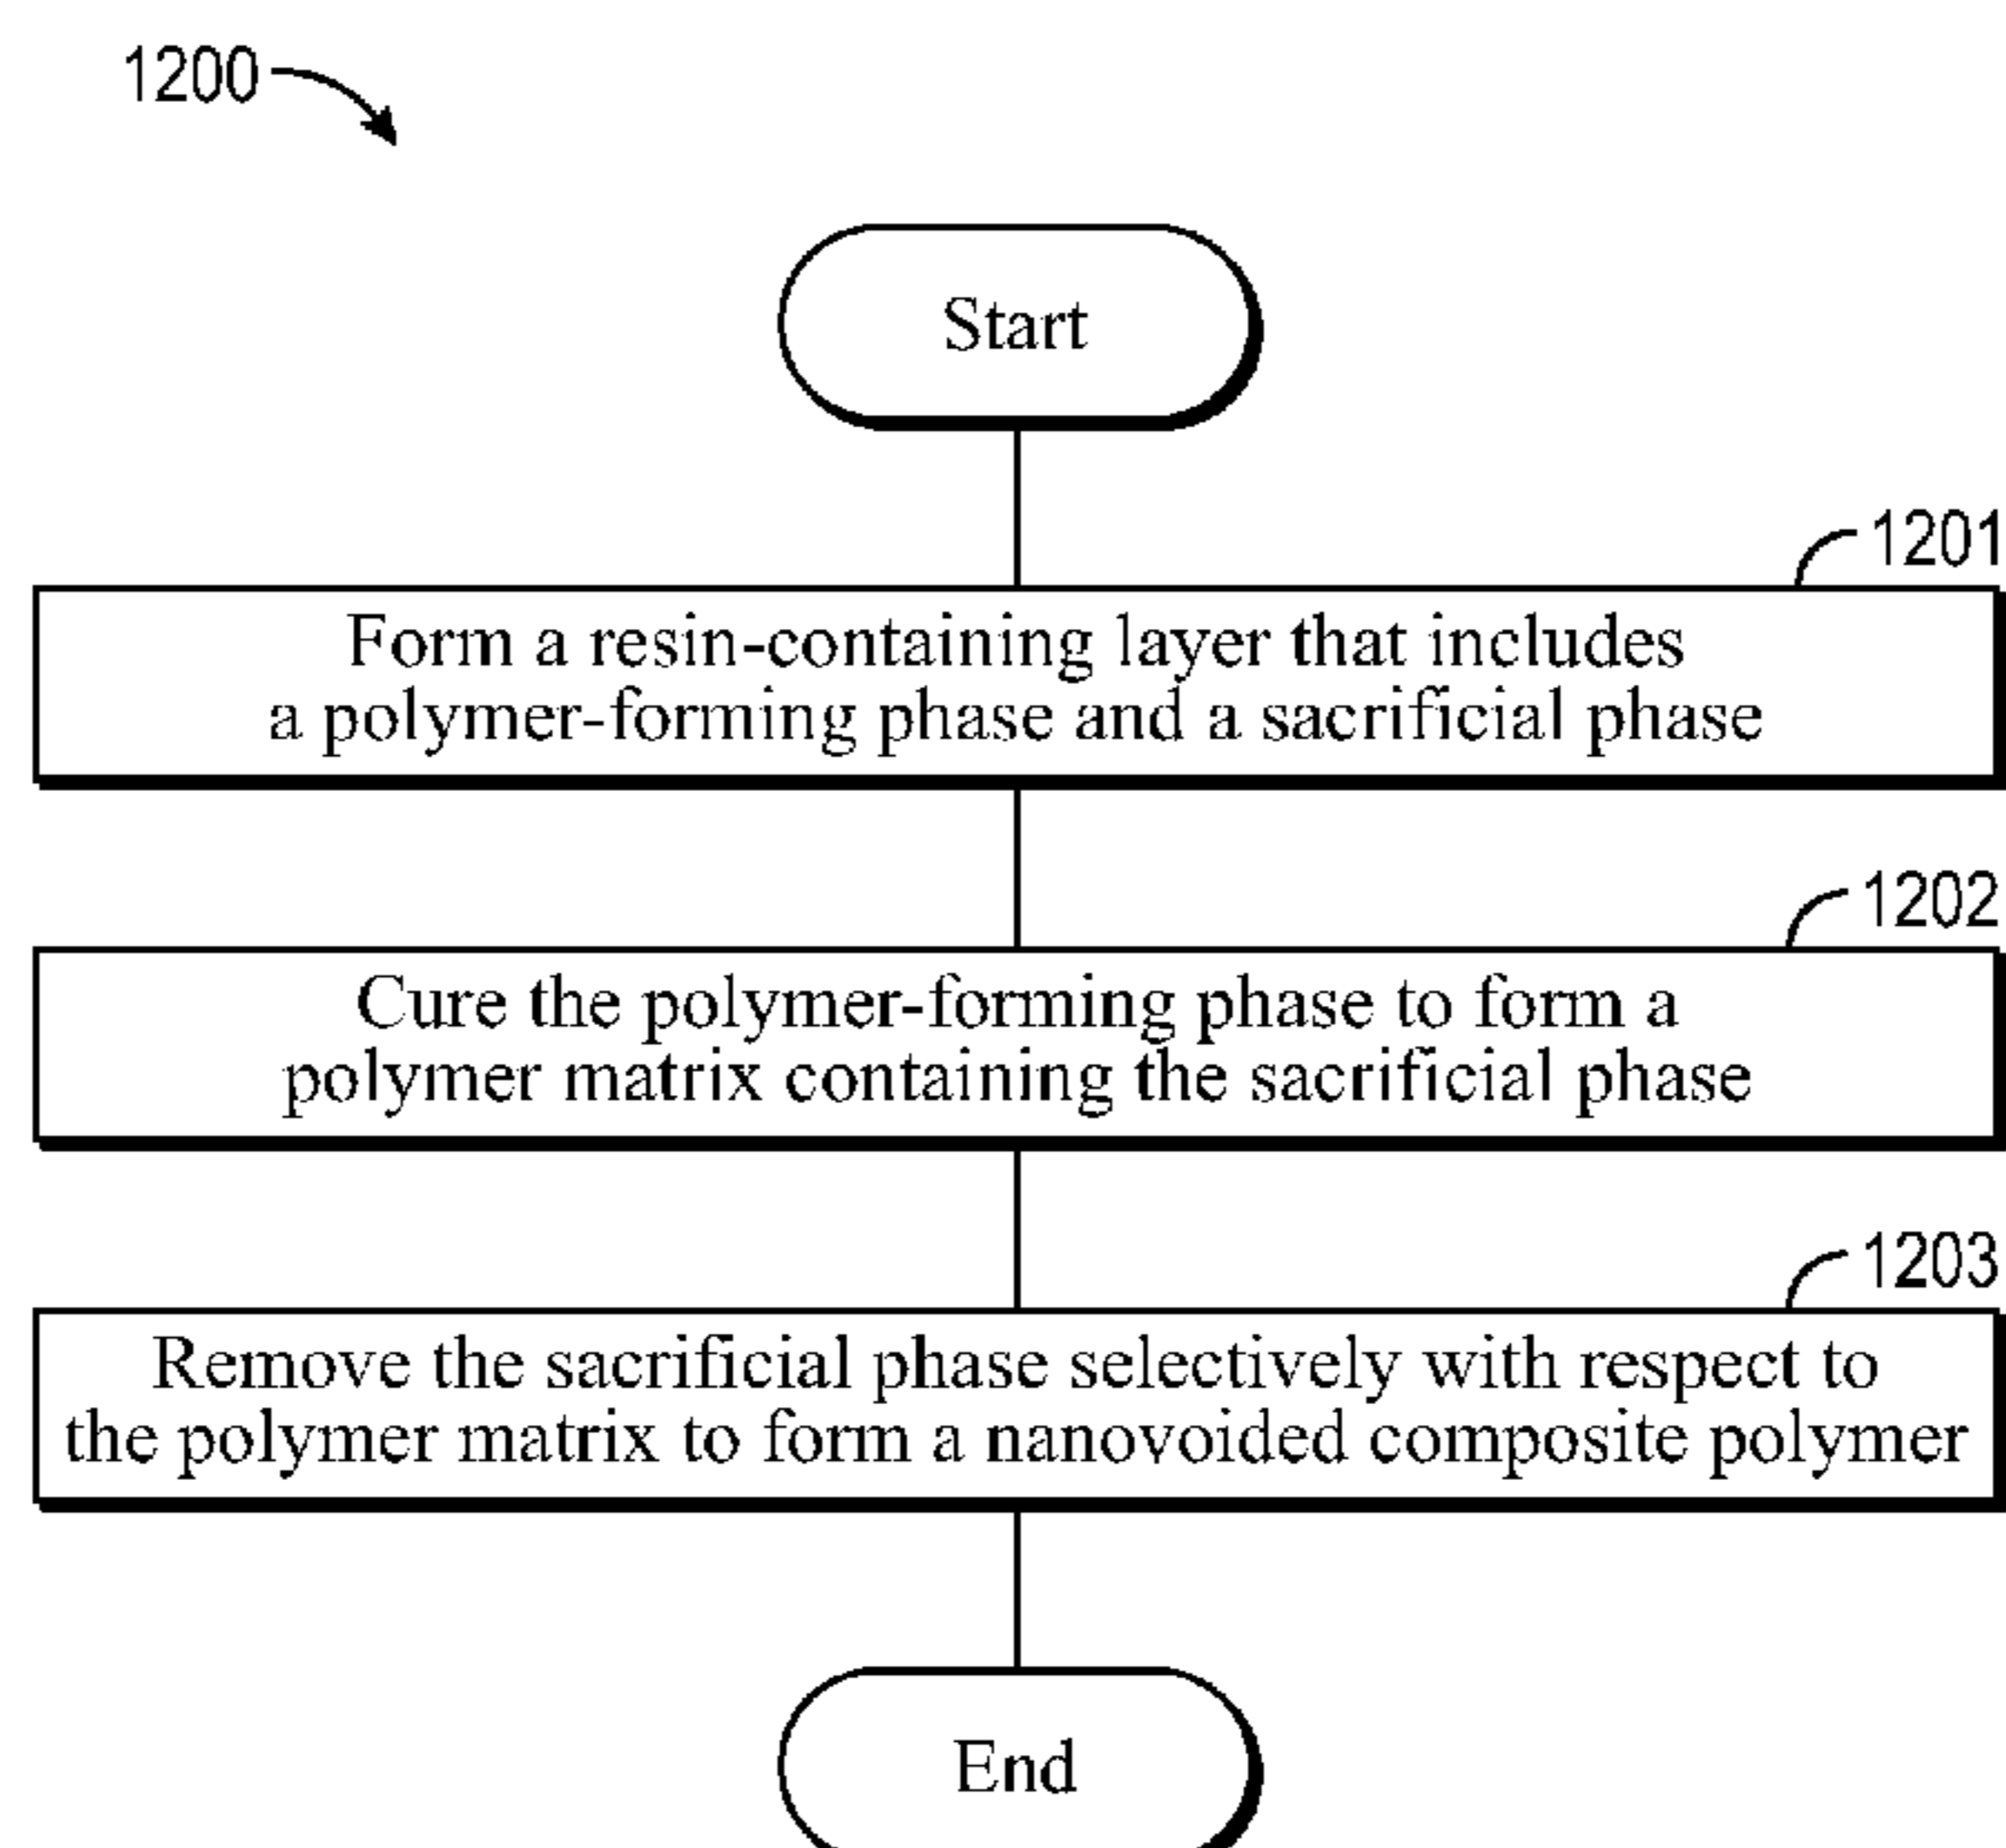 1200
Start
1201
Form a resin-containing layer that includes
a polymer-forming phase and a sacrificial phase
1202
Cure the polymer-forming phase to form a
polymer matrix containing the sacrificial phase
1203
Remove the sacrificial phase selectively with respect to
the polymer matrix to form a nanovoided composite polymer
End